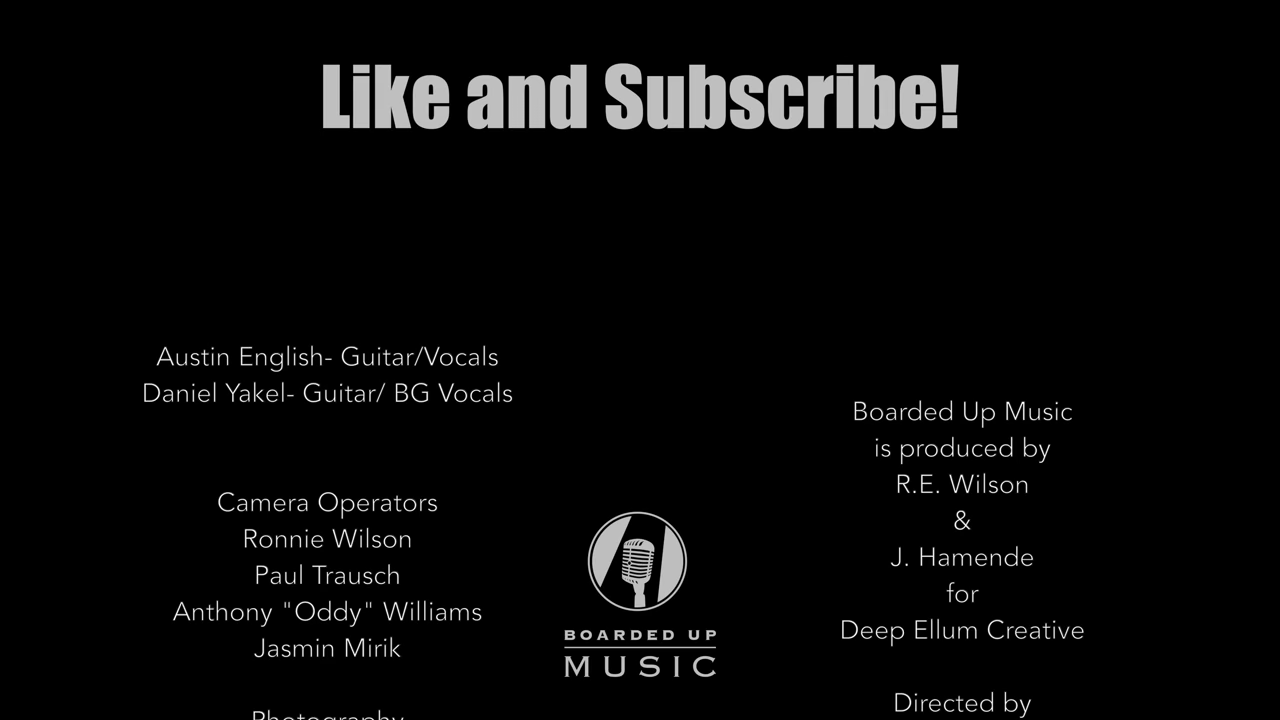 Like and Subscribe!
Austin English- Guitar/Vocals
Daniel Yakel- Guitar/ BG Vocals
Camera Operators
Ronnie Wilson
Paul Trausch
Anthony "Oddy" Williams
Jasmin Mirik
Photography
BOARDED UP
MUSIC
Boarded Up Music
is produced by
R.E. Wilson
&
J. Hamende
for
Deep Ellum Creative
Directed by